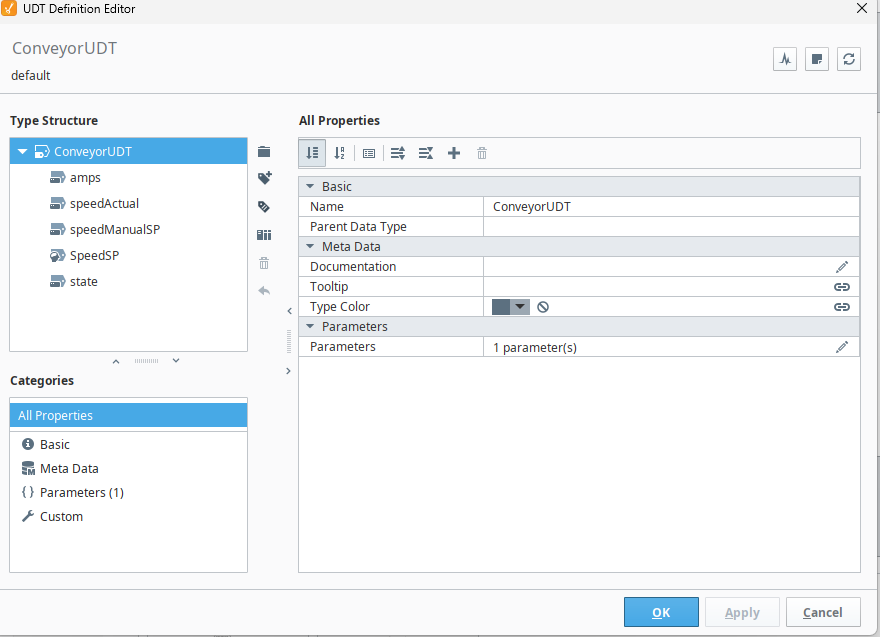 UDT Definition Editor
ConveyorUDT
default
Type Structure
ConveyorUDT
amps
speedActual
speedManualSP
SpeedSP
state
Categories
All Properties
Basic
Meta Data
Parameters (1)
Custom
All Properties
Basic
Name ConveyorUDT
Parent Data Type
Meta Data
Documentation
Tooltip
Type Color
Parameters
Parameters 1 parameter(s)
OK Apply Cancel